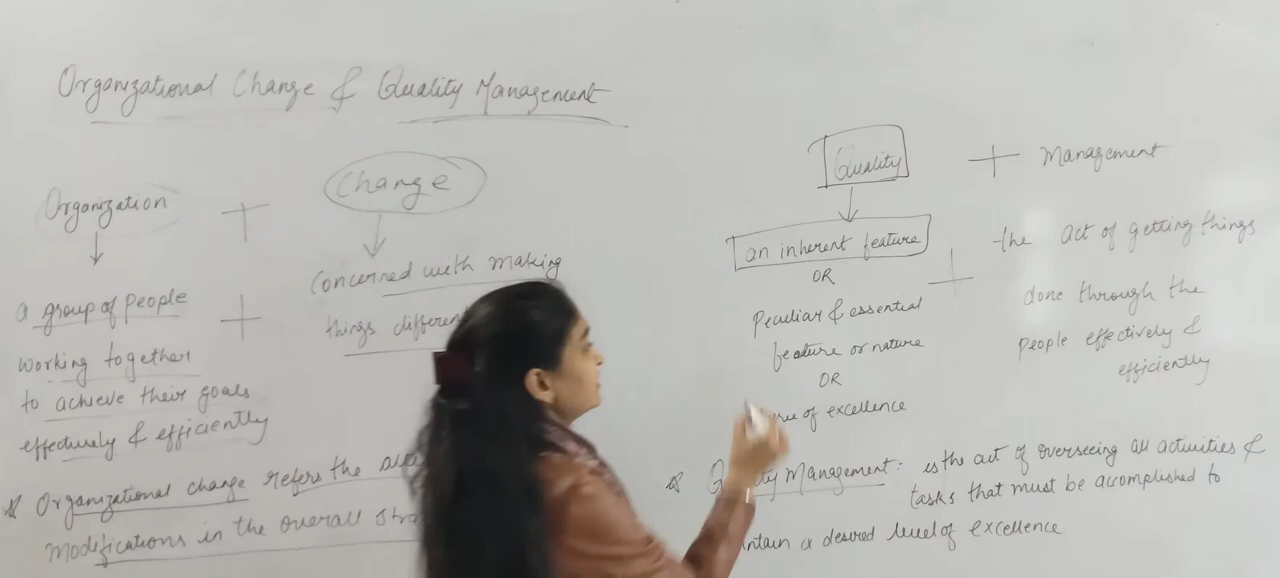 Organizational Change & Quality Management
Organization + Change
a group of people
working together
to achieve their goals
effectively & efficiently
+
Concerned with making
things differen
* Organizational change refers the
Modifications in the overall
Quality + Management
an inherent feature
OR
Peculiar & essential
feature or nature
OR
of excellence
+
the act of getting things
done through the
People effectively &
efficiently
* Management:- is the act of overseeing all activities &
tasks that must be accomplished to
a desired level of excellence